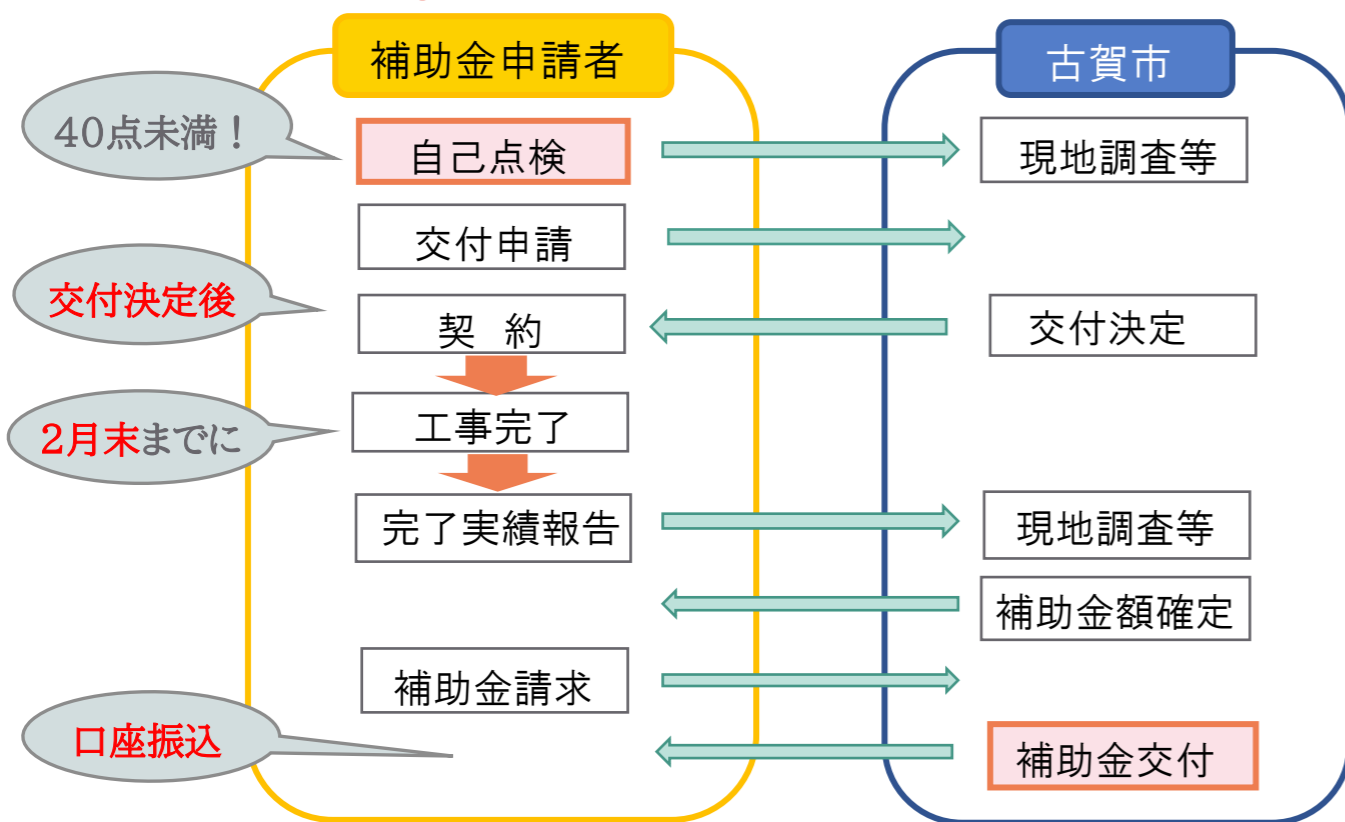 補助金申請者
古賀市
40点未満！
自己点検
現地調査等
交付申請
交付決定後
契 約
交付決定
2月末までに
工事完了
完了実績報告
現地調査等
補助金額確定
補助金請求
口座振込
補助金交付